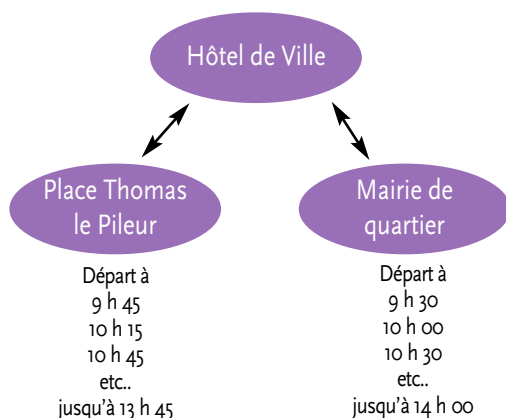 Hôtel de Ville
Place Thomas
le Pileur
Départ à
9 h 45
10 h 15
10 h 45
etc..
jusqu'à 13 h 45
Mairie de
quartier
Départ à
9 h 30
10 h 00
10 h 30
etc..
jusqu'à 14 h 00